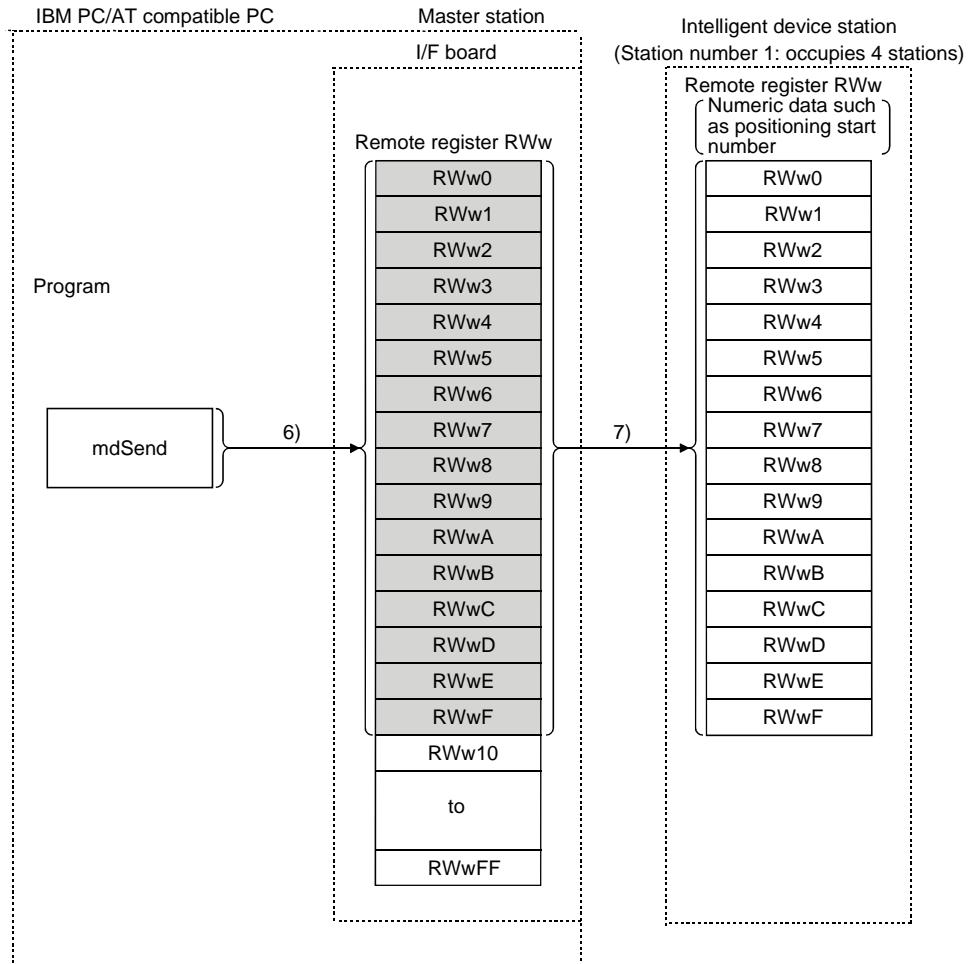 IBM PC/AT compatible PC
Master station
Intelligent device station
(Station number 1: occupies 4 stations)
I/F board
Remote register RWw
Numeric data such
as positioning start
number
Remote register RWw
RWw0
RWw1
RWw2
RWw3
RWw4
RWw5
RWw6
RWw7
RWw8
RWw9
RWwA
RWwB
RWwC
RWwD
RWwE
RWwF
RWw10
to
RWwFF
Program
mdSend
6)
7)
RWw0
RWw1
RWw2
RWw3
RWw4
RWw5
RWw6
RWw7
RWw8
RWw9
RWwA
RWwB
RWwC
RWwD
RWwE
RWwF